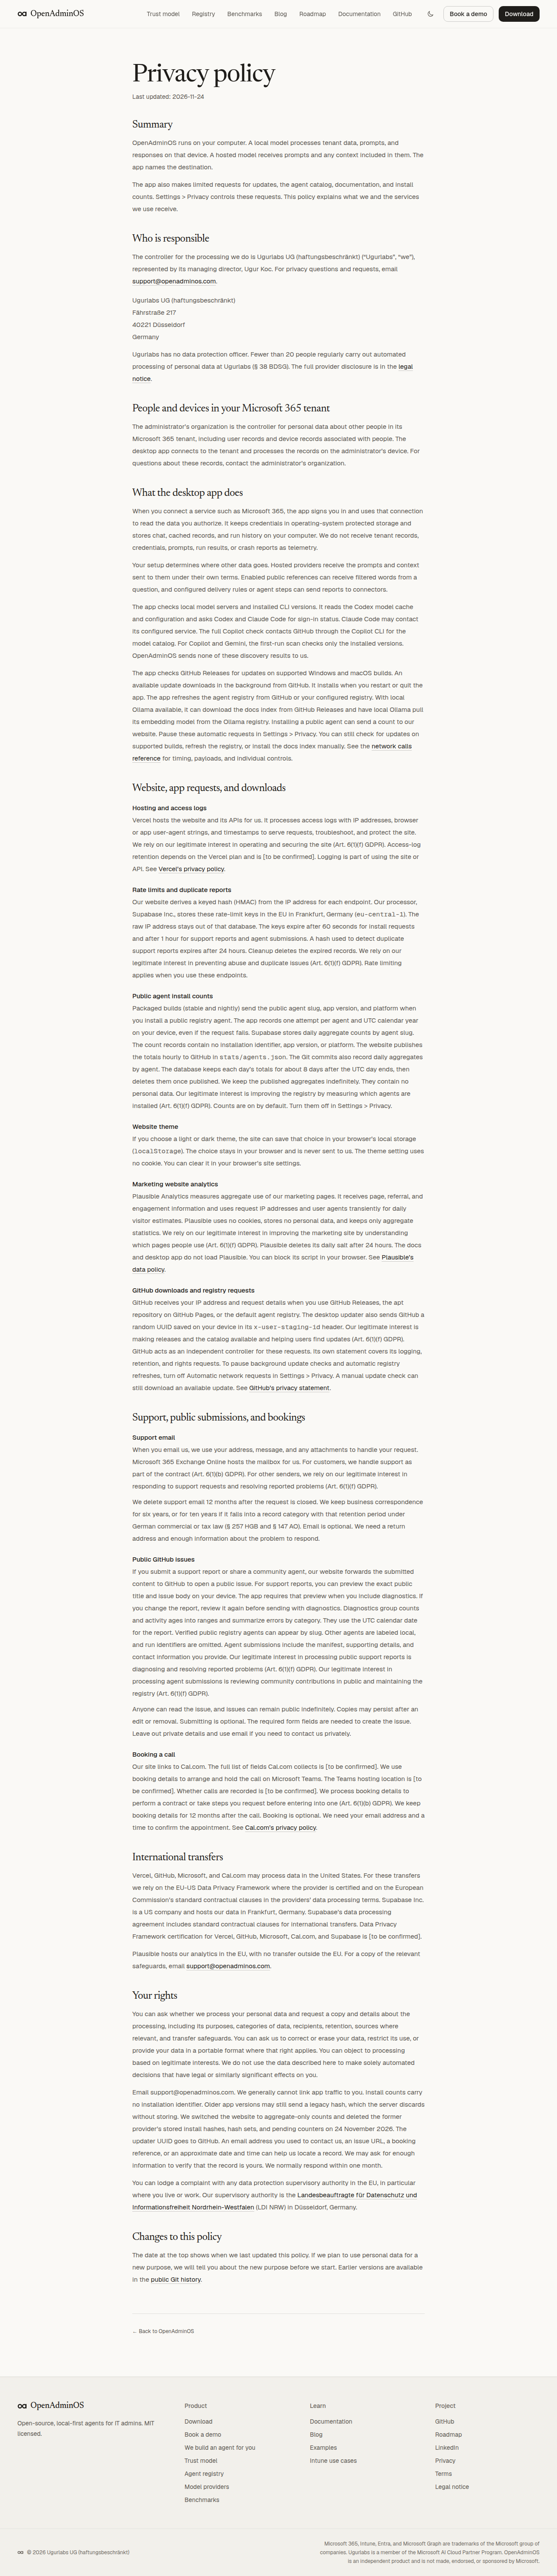 OpenAdminOS
Trust model Registry Benchmarks Blog Roadmap Documentation GitHub Book a demo Download
Privacy policy
Last updated: 2026-11-24
Summary
OpenAdminOS runs on your computer. A local model processes tenant data, prompts, and
responses on that device. A hosted model receives prompts and any context included in them. The
app names the destination.
The app also makes limited requests for updates, the agent catalog, documentation, and install
counts. Settings > Privacy controls these requests. This policy explains what we and the services
we use receive.
Who is responsible
The controller for the processing we do is Ugurlabs UG (haftungsbeschränkt) ("Ugurlabs", "we"),
represented by its managing director, Ugur Koc. For privacy questions and requests, email
support@openadminos.com.
Ugurlabs UG (haftungsbeschränkt)
Fährstraße 217
40221 Düsseldorf
Germany
Ugurlabs has no data protection officer. Fewer than 20 people regularly carry out automated
processing of personal data at Ugurlabs (§ 38 BDSG). The full provider disclosure is in the legal
notice.
People and devices in your Microsoft 365 tenant
The administrator's organization is the controller for personal data about other people in its
Microsoft 365 tenant, including user records and device records associated with people. The
desktop app connects to the tenant and processes the records on the administrator's device. For
questions about these records, contact the administrator's organization.
What the desktop app does
When you connect a service such as Microsoft 365, the app signs you in and uses that connection
to read the data you authorize. It keeps credentials in operating-system protected storage and
stores chat, cached records, and run history on your computer. We do not receive tenant records,
credentials, prompts, run results, or crash reports as telemetry.
Your setup determines where other data goes. Hosted providers receive the prompts and context
sent to them under their own terms. Enabled public references can receive filtered words from a
question, and configured delivery rules or agent steps can send reports to connectors.
The app checks local model servers and installed CLI versions. It reads the Codex model cache
and configuration and asks Codex and Claude Code for sign-in status. Claude Code may contact
its configured service. The full Copilot check contacts GitHub through the Copilot CLI for the
model catalog. For Copilot and Gemini, the first-run scan checks only the installed versions.
OpenAdminOS sends none of these discovery results to us.
The app checks GitHub Releases for updates on supported Windows and macOS builds. An
available update downloads in the background from GitHub. It installs when you restart or quit the
app. The app refreshes the agent registry from GitHub or your configured registry. With local
Ollama available, it can download the docs index from GitHub Releases and have local Ollama pull
its embedding model from the Ollama registry. Installing a public agent can send a count to our
website. Pause these automatic requests in Settings > Privacy. You can still check for updates on
supported builds, refresh the registry, or install the docs index manually. See the network calls
reference for timing, payloads, and individual controls.
Website, app requests, and downloads
Hosting and access logs
Vercel hosts the website and its APIs for us. It processes access logs with IP addresses, browser
or app user-agent strings, and timestamps to serve requests, troubleshoot, and protect the site.
We rely on our legitimate interest in operating and securing the site (Art. 6(1)(f) GDPR). Access-log
retention depends on the Vercel plan and is [to be confirmed]. Logging is part of using the site or
API. See Vercel's privacy policy.
Rate limits and duplicate reports
Our website derives a keyed hash (HMAC) from the IP address for each endpoint. Our processor,
Supabase Inc., stores these rate-limit keys in the EU in Frankfurt, Germany (eu-central-1). The
raw IP address stays out of that database. The keys expire after 60 seconds for install requests
and after 1 hour for support reports and agent submissions. A hash used to detect duplicate
support reports expires after 24 hours. Cleanup deletes the expired records. We rely on our
legitimate interest in preventing abuse and duplicate issues (Art. 6(1)(f) GDPR). Rate limiting
applies when you use these endpoints.
Public agent install counts
Packaged builds (stable and nightly) send the public agent slug, app version, and platform when
you install a public registry agent. The app records one attempt per agent and UTC calendar year
on your device, even if the request fails. Supabase stores daily aggregate counts by agent slug.
The count records contain no installation identifier, app version, or platform. The website publishes
the totals hourly to GitHub in stats/agents.json. The Git commits also record daily aggregates
by agent. The database keeps each day's totals for about 8 days after the UTC day ends, then
deletes them once published. We keep the published aggregates indefinitely. They contain no
personal data. Our legitimate interest is improving the registry by measuring which agents are
installed (Art. 6(1)(f) GDPR). Counts are on by default. Turn them off in Settings > Privacy.
Website theme
If you choose a light or dark theme, the site can save that choice in your browser's local storage
(localStorage). The choice stays in your browser and is never sent to us. The theme setting uses
no cookie. You can clear it in your browser's site settings.
Marketing website analytics
Plausible Analytics measures aggregate use of our marketing pages. It receives page, referral, and
engagement information and uses request IP addresses and user agents transiently for daily
visitor estimates. Plausible uses no cookies, stores no personal data, and keeps only aggregate
statistics. We rely on our legitimate interest in improving the marketing site by understanding
which pages people use (Art. 6(1)(f) GDPR). Plausible deletes its daily salt after 24 hours. The docs
and desktop app do not load Plausible. You can block its script in your browser. See Plausible's
data policy.
GitHub downloads and registry requests
GitHub receives your IP address and request details when you use GitHub Releases, the apt
repository on GitHub Pages, or the default agent registry. The desktop updater also sends GitHub a
random UUID saved on your device in its x-user-staging-id header. Our legitimate interest is
making releases and the catalog available and helping users find updates (Art. 6(1)(f) GDPR).
GitHub acts as an independent controller for these requests. Its own statement covers its logging,
retention, and rights requests. To pause background update checks and automatic registry
refreshes, turn off Automatic network requests in Settings > Privacy. A manual update check can
still download an available update. See GitHub's privacy statement.
Support, public submissions, and bookings
Support email
When you email us, we use your address, message, and any attachments to handle your request.
Microsoft 365 Exchange Online hosts the mailbox for us. For customers, we handle support as
part of the contract (Art. 6(1)(b) GDPR). For other senders, we rely on our legitimate interest in
responding to support requests and resolving reported problems (Art. 6(1)(f) GDPR).
We delete support email 12 months after the request is closed. We keep business correspondence
for six years, or for ten years if it falls into a record category with that retention period under
German commercial or tax law (§ 257 HGB and § 147 AO). Email is optional. We need a return
address and enough information about the problem to respond.
Public GitHub issues
If you submit a support report or share a community agent, our website forwards the submitted
content to GitHub to open a public issue. For support reports, you can preview the exact public
title and issue body on your device. The app requires that preview when you include diagnostics. If
you change the report, review it again before sending with diagnostics. Diagnostics group counts
and activity ages into ranges and summarize errors by category. They use the UTC calendar date
for the report. Verified public registry agents can appear by slug. Other agents are labeled local,
and run identifiers are omitted. Agent submissions include the manifest, supporting details, and
contact information you provide. Our legitimate interest in processing public support reports is
diagnosing and resolving reported problems (Art. 6(1)(f) GDPR). Our legitimate interest in
processing agent submissions is reviewing community contributions in public and maintaining the
registry (Art. 6(1)(f) GDPR).
Anyone can read the issue, and issues can remain public indefinitely. Copies may persist after an
edit or removal. Submitting is optional. The required form fields are needed to create the issue.
Leave out private details and use email if you need to contact us privately.
Booking a call
Our site links to Cal.com. The full list of fields Cal.com collects is [to be confirmed]. We use
booking details to arrange and hold the call on Microsoft Teams. The Teams hosting location is [to
be confirmed]. Whether calls are recorded is [to be confirmed]. We process booking details to
perform a contract or take steps you request before entering into one (Art. 6(1)(b) GDPR). We keep
booking details for 12 months after the call. Booking is optional. We need your email address and a
time to confirm the appointment. See Cal.com's privacy policy.
International transfers
Vercel, GitHub, Microsoft, and Cal.com may process data in the United States. For these transfers
we rely on the EU-US Data Privacy Framework where the provider is certified and on the European
Commission's standard contractual clauses in the providers' data processing terms. Supabase Inc.
is a US company and hosts our data in Frankfurt, Germany. Supabase's data processing
agreement includes standard contractual clauses for international transfers. Data Privacy
Framework certification for Vercel, GitHub, Microsoft, Cal.com, and Supabase is [to be confirmed].
Plausible hosts our analytics in the EU, with no transfer outside the EU. For a copy of the relevant
safeguards, email support@openadminos.com.
Your rights
You can ask whether we process your personal data and request a copy and details about the
processing, including its purposes, categories of data, recipients, retention, sources where
relevant, and transfer safeguards. You can ask us to correct or erase your data, restrict its use, or
provide your data in a portable format where that right applies. You can object to processing
based on legitimate interests. We do not use the data described here to make solely automated
decisions that have legal or similarly significant effects on you.
Email support@openadminos.com. We generally cannot link app traffic to you. Install counts carry
no installation identifier. Older app versions may still send a legacy hash, which the server discards
without storing. We switched the website to aggregate-only counts and deleted the former
provider's stored install hashes, hash sets, and pending counters on 24 November 2026. The
updater UUID goes to GitHub. An email address you used to contact us, an issue URL, a booking
reference, or an approximate date and time can help us locate a record. We may ask for enough
information to verify that the record is yours. We normally respond within one month.
You can lodge a complaint with any data protection supervisory authority in the EU, in particular
where you live or work. Our supervisory authority is the Landesbeauftragte für Datenschutz und
Informationsfreiheit Nordrhein-Westfalen (LDI NRW) in Düsseldorf, Germany.
Changes to this policy
The date at the top shows when we last updated this policy. If we plan to use personal data for a
new purpose, we will tell you about the new purpose before we start. Earlier versions are available
in the public Git history.
← Back to OpenAdminOS
OpenAdminOS
Open-source, local-first agents for IT admins. MIT
licensed.
Product
Download
Book a demo
We build an agent for you
Trust model
Agent registry
Model providers
Benchmarks
Learn
Documentation
Blog
Examples
Intune use cases
Project
GitHub
Roadmap
LinkedIn
Privacy
Terms
Legal notice
© 2026 Ugurlabs UG (haftungsbeschränkt)
Microsoft 365, Intune, Entra, and Microsoft Graph are trademarks of the Microsoft group of
companies. Ugurlabs is a member of the Microsoft AI Cloud Partner Program. OpenAdminOS
is an independent product and is not made, endorsed, or sponsored by Microsoft.